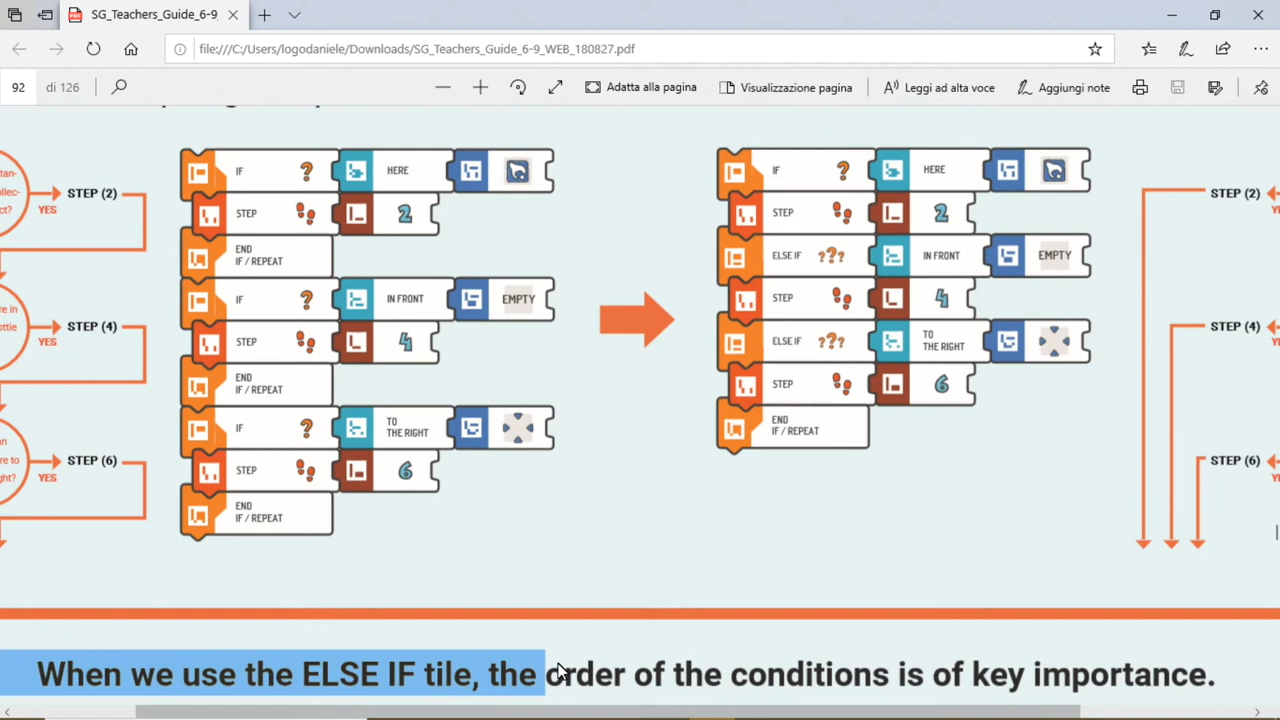 SG_Teachers_Guide_6-9
file:///C:/Users/logodaniele/Downloads/SG_Teachers_Guide_6-9_WEB_180827.pdf
92 di 126
Adatta alla pagina
Visualizzazione pagina
Leggi ad alta voce
Aggiungi note
STEP (2)
YES
STEP (4)
YES
STEP (6)
YES
IF ? HERE
STEP 2
END
IF / REPEAT
IF ? IN FRONT EMPTY
STEP 4
END
IF / REPEAT
IF ? TO
THE RIGHT
STEP 6
END
IF / REPEAT
IF ? HERE
STEP 2
ELSE IF ??? IN FRONT EMPTY
STEP 4
ELSE IF ??? TO
THE RIGHT
STEP 6
END
IF / REPEAT
STEP (2)
STEP (4)
STEP (6)
When we use the ELSE IF tile, the order of the conditions is of key importance.